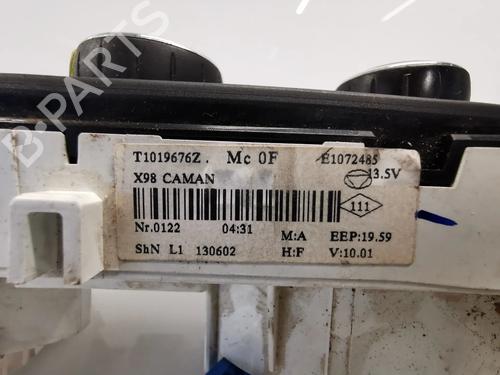 T1019676Z. Mc 0F E1072485
X98 CAMAN 13.5V
111
Nr.0122 04:31 M:A EEP:19.59
ShN L1 130602 H:F V:10.01
B-PARTS